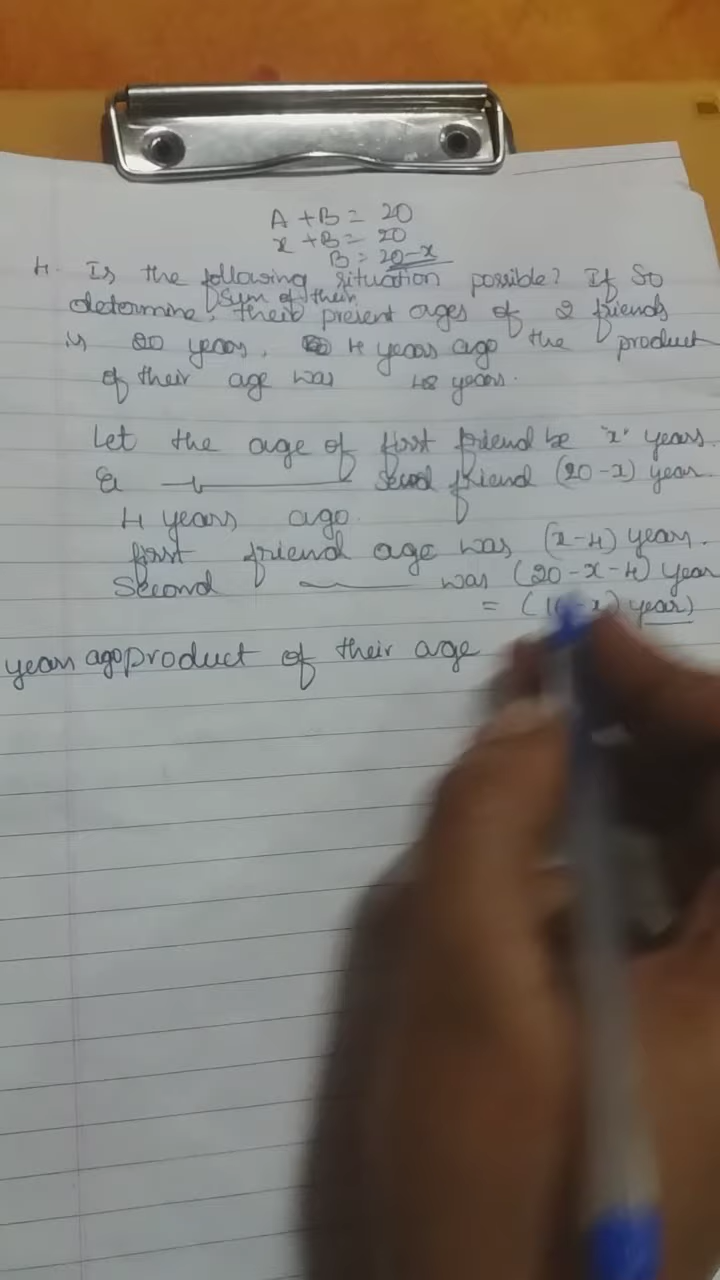 A + B = 20
x + B = 20
B = 20 - x
4. Is the following situation possible? If So
sum of their
determine, their present ages of 2 friends
is 20 years, 4 years ago the product
of their age was 48 years.
Let the age of first friend be 'x' years.
& second friend (20 - x) year
4 years ago.
first friend age was (x - 4) years.
Second was (20 - x - 4) year
= (16 - x) year)
years ago product of their age